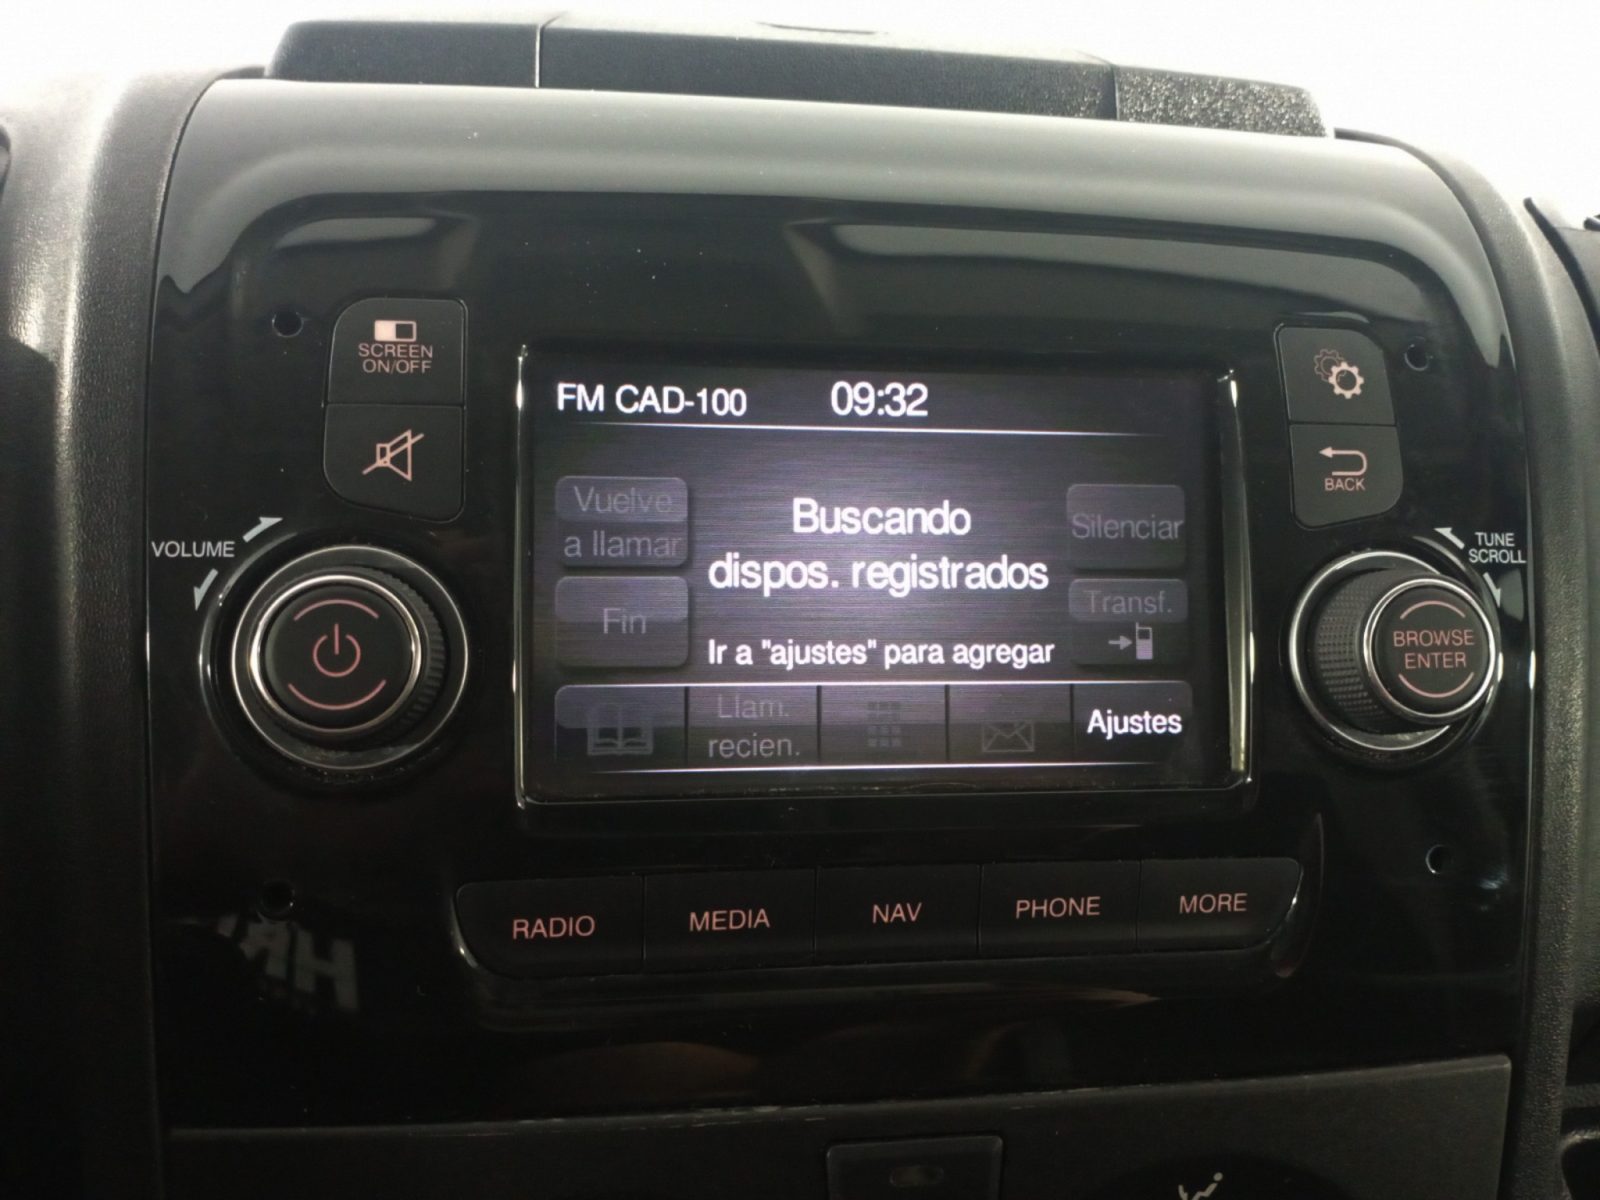 SCREEN
ON/OFF
VOLUME
FM CAD-100 09:32
Vuelve
a llamar
Fin
Buscando
dispos. registrados
Ir a "ajustes" para agregar
Silenciar
Transf.
Llam.
recien.
Ajustes
BACK
TUNE
SCROLL
BROWSE
ENTER
RADIO MEDIA NAV PHONE MORE